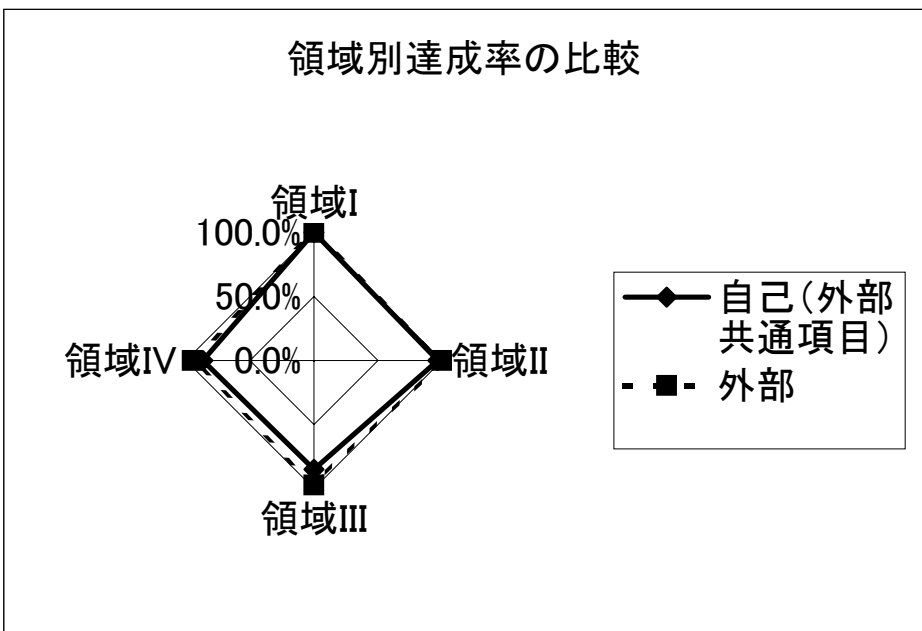 領域別達成率の比較
領域I
100.0%
50.0%
領域IV
0.0%
領域II
領域III
自己(外部
共通項目)
外部